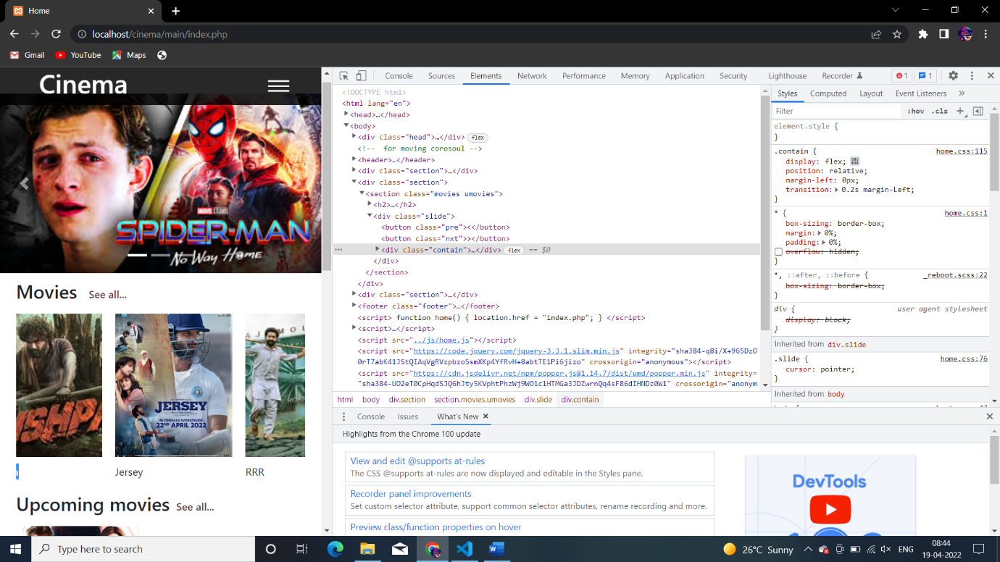 Home
localhost/cinema/main/index.php
Gmail YouTube Maps
Cinema
MARVEL STUDIOS
SPIDER-MAN
No Way Home
Movies See all...
JERSEY
IN CINEMAS WORLDWIDE
22ND APRIL 2022
Jersey
RRR
Upcoming movies See all...
Console Sources Elements Network Performance Memory Application Security Lighthouse Recorder 1 1
<!DOCTYPE html>
<html lang="en">
<head>…</head>
<body>
<div class="head">…</div> flex
<!-- for moving corosoul -->
<header>…</header>
<div class="section">…</div>
<div class="section">
<section class="movies umovies">
<h2>…</h2>
<div class="slide">
<button class="pre"><</button>
<button class="nxt">></button>
<div class="contain">…</div> flex == $0
</div>
</section>
</div>
<div class="section">…</div>
<footer class="footer">…</footer>
<script> function home() { location.href = "index.php"; } </script>
<script>…</script>
<script src="../js/home.js"></script>
<script src="https://code.jquery.com/jquery-3.3.1.slim.min.js" integrity="sha384-q8i/X+965DzO
0rT7abK41JStQIAqVgRVzpbzo5smXKp4YfRvH+8abtTE1Pi6jizo" crossorigin="anonymous"></script>
<script src="https://cdn.jsdelivr.net/npm/popper.js@1.14.7/dist/umd/popper.min.js" integrity=
"sha384-UO2eT0CpHqdSJQ6hJty5KVphtPhzWj9WO1clHTMGa3JDZwrnQq4sF86dIHNDz0W1" crossorigin="anonym
html body div.section section.movies.umovies div.slide div.contain
Styles Computed Layout Event Listeners »
Filter :hov .cls +
element.style {
}
.contain { home.css:115
display: flex;
position: relative;
margin-left: 0px;
transition: 0.2s margin-Left;
}
* { home.css:1
box-sizing: border-box;
margin: 0%;
padding: 0%;
overflow: hidden;
}
*, ::after, ::before { _reboot.scss:22
box-sizing: border-box;
}
div { user agent stylesheet
display: block;
}
Inherited from div.slide
.slide { home.css:76
cursor: pointer;
}
Inherited from body
Console Issues What's New
Highlights from the Chrome 100 update
View and edit @supports at-rules
The CSS @supports at-rules are now displayed and editable in the Styles pane.
Recorder panel improvements
Set custom selector attribute, support common selector attributes, rename recording and more.
Preview class/function properties on hover
DevTools
Type here to search
26°C Sunny
ENG
08:44
19-04-2022